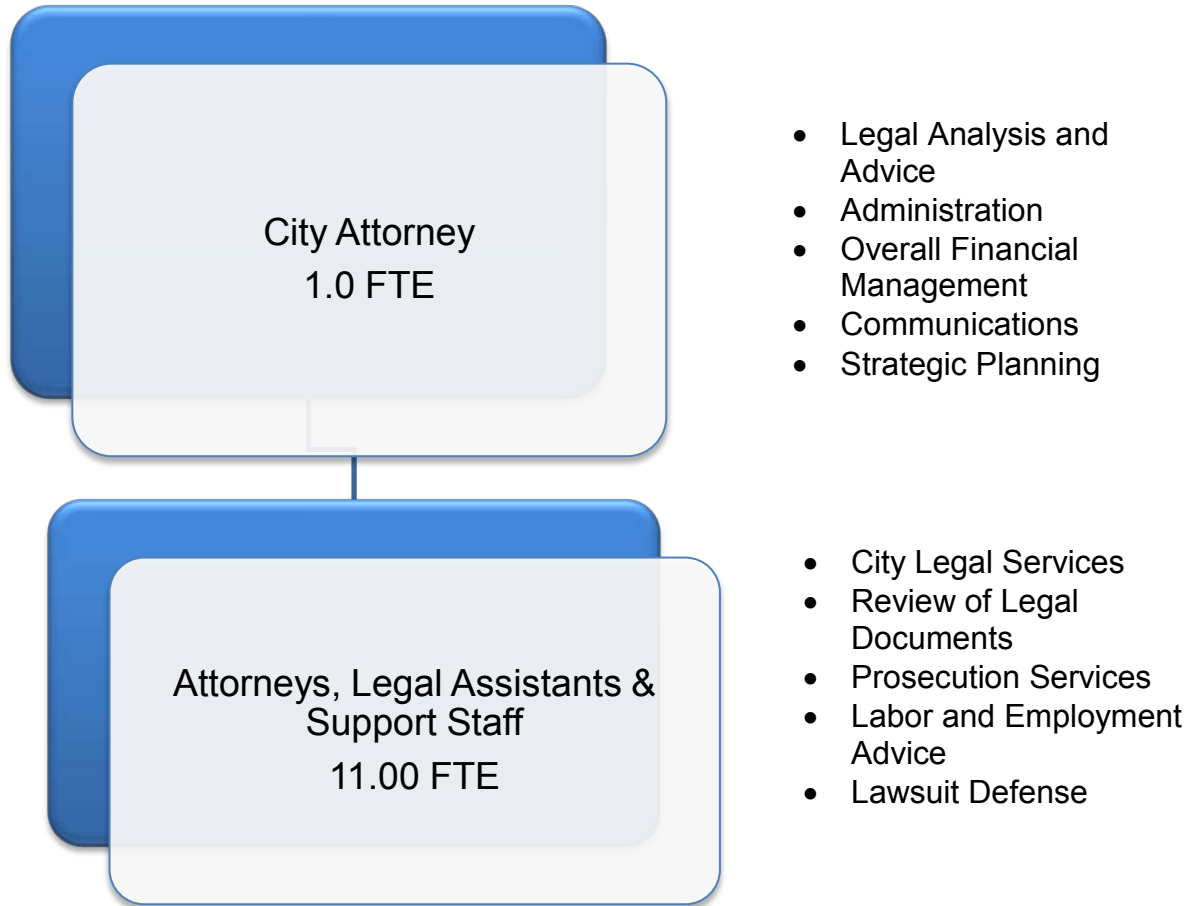 City Attorney
1.0 FTE
• Legal Analysis and
Advice
• Administration
• Overall Financial
Management
• Communications
• Strategic Planning
Attorneys, Legal Assistants &
Support Staff
11.00 FTE
• City Legal Services
• Review of Legal
Documents
• Prosecution Services
• Labor and Employment
Advice
• Lawsuit Defense